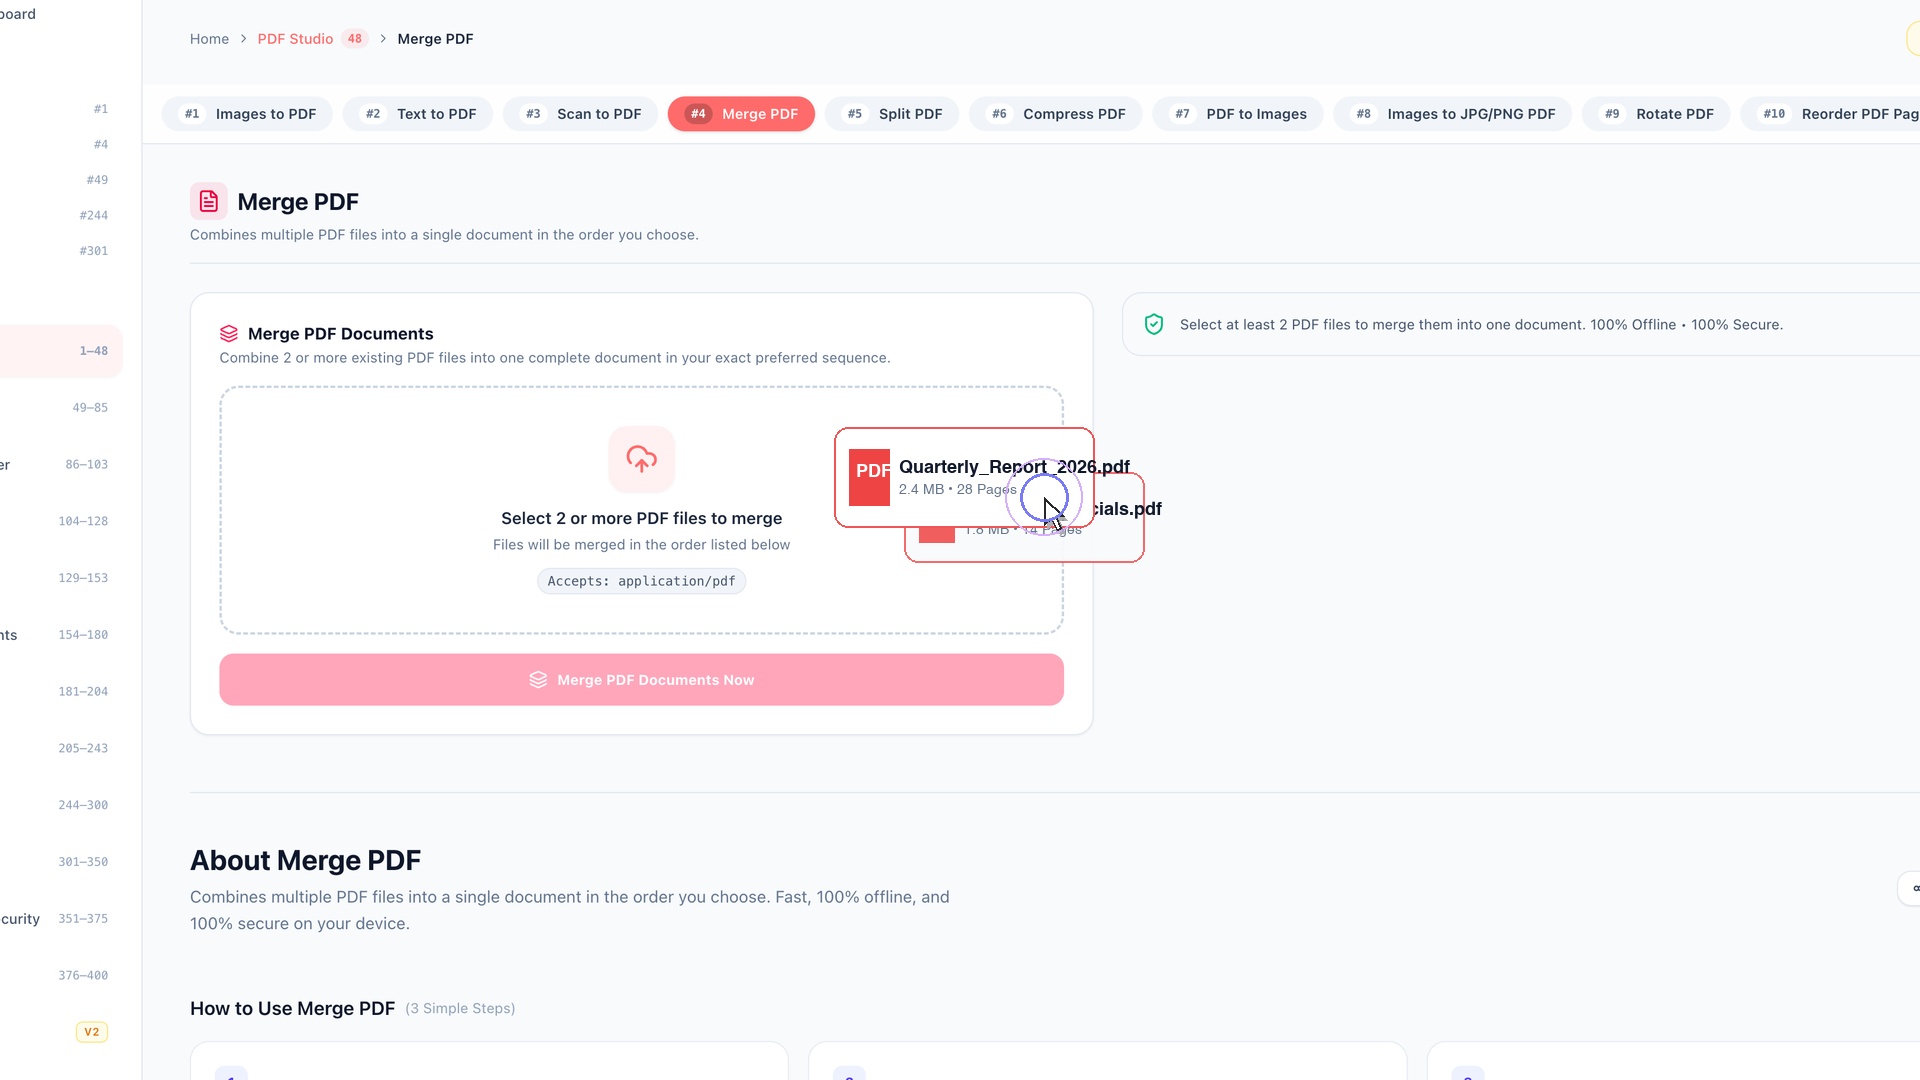 board
#1
#4
#49
#244
#301
1–48
49–85
er 86–103
104–128
129–153
nts 154–180
181–204
205–243
244–300
301–350
curity 351–375
376–400
V2
Home > PDF Studio 48 > Merge PDF
#1 Images to PDF #2 Text to PDF #3 Scan to PDF #4 Merge PDF #5 Split PDF #6 Compress PDF #7 PDF to Images #8 Images to JPG/PNG PDF #9 Rotate PDF #10 Reorder PDF Pag
Merge PDF
Combines multiple PDF files into a single document in the order you choose.
Merge PDF Documents
Combine 2 or more existing PDF files into one complete document in your exact preferred sequence.
Select 2 or more PDF files to merge
Files will be merged in the order listed below
Accepts: application/pdf
PDF
Quarterly_Report_2026.pdf
2.4 MB • 28 Pages
cials.pdf
1.8 MB • 14 Pages
Merge PDF Documents Now
Select at least 2 PDF files to merge them into one document. 100% Offline • 100% Secure.
About Merge PDF
Combines multiple PDF files into a single document in the order you choose. Fast, 100% offline, and
100% secure on your device.
How to Use Merge PDF (3 Simple Steps)